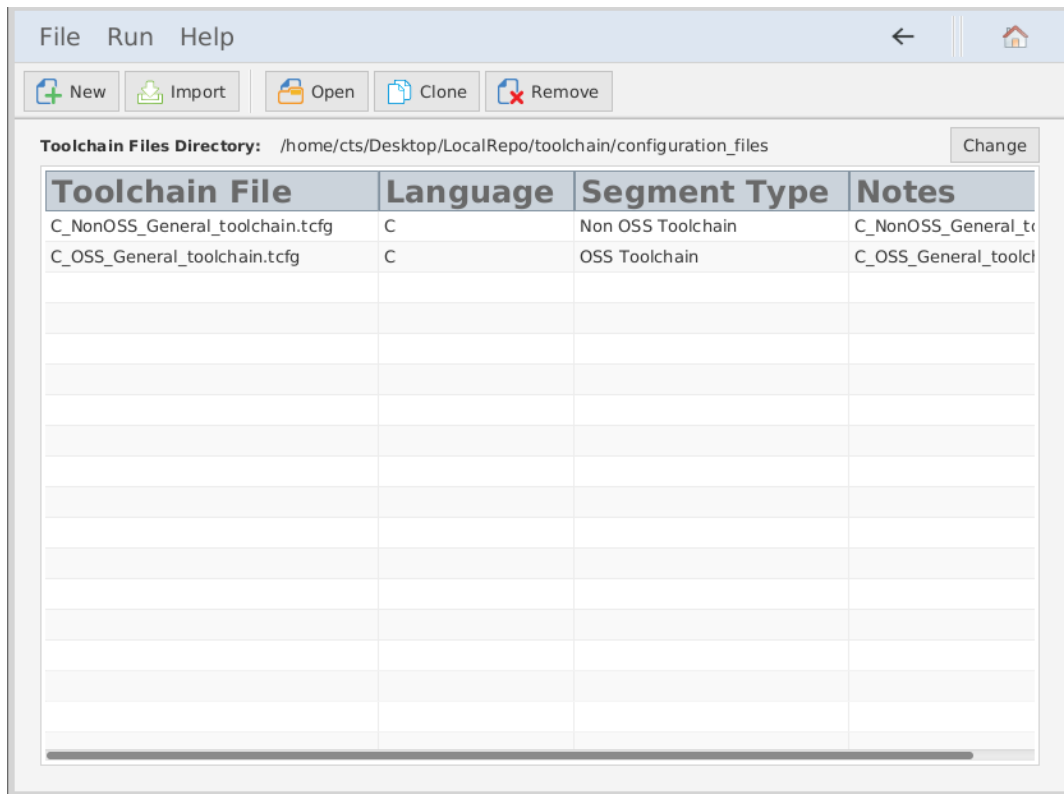 File Run Help
New Import Open Clone Remove
Toolchain Files Directory: /home/cts/Desktop/LocalRepo/toolchain/configuration_files Change
Toolchain File Language Segment Type Notes
C_NonOSS_General_toolchain.tcfg C Non OSS Toolchain
C_OSS_General_toolchain.tcfg C OSS Toolchain